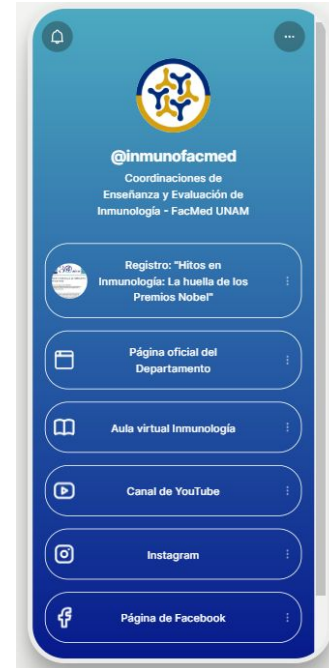 @inmunofacmed
Coordinaciones de
Enseñanza y Evaluación de
Inmunología - FacMed UNAM
Registro: "Hitos en
Inmunología: La huella de los
Premios Nobel"
Página oficial del
Departamento
Aula virtual Inmunología
Canal de YouTube
Instagram
Página de Facebook